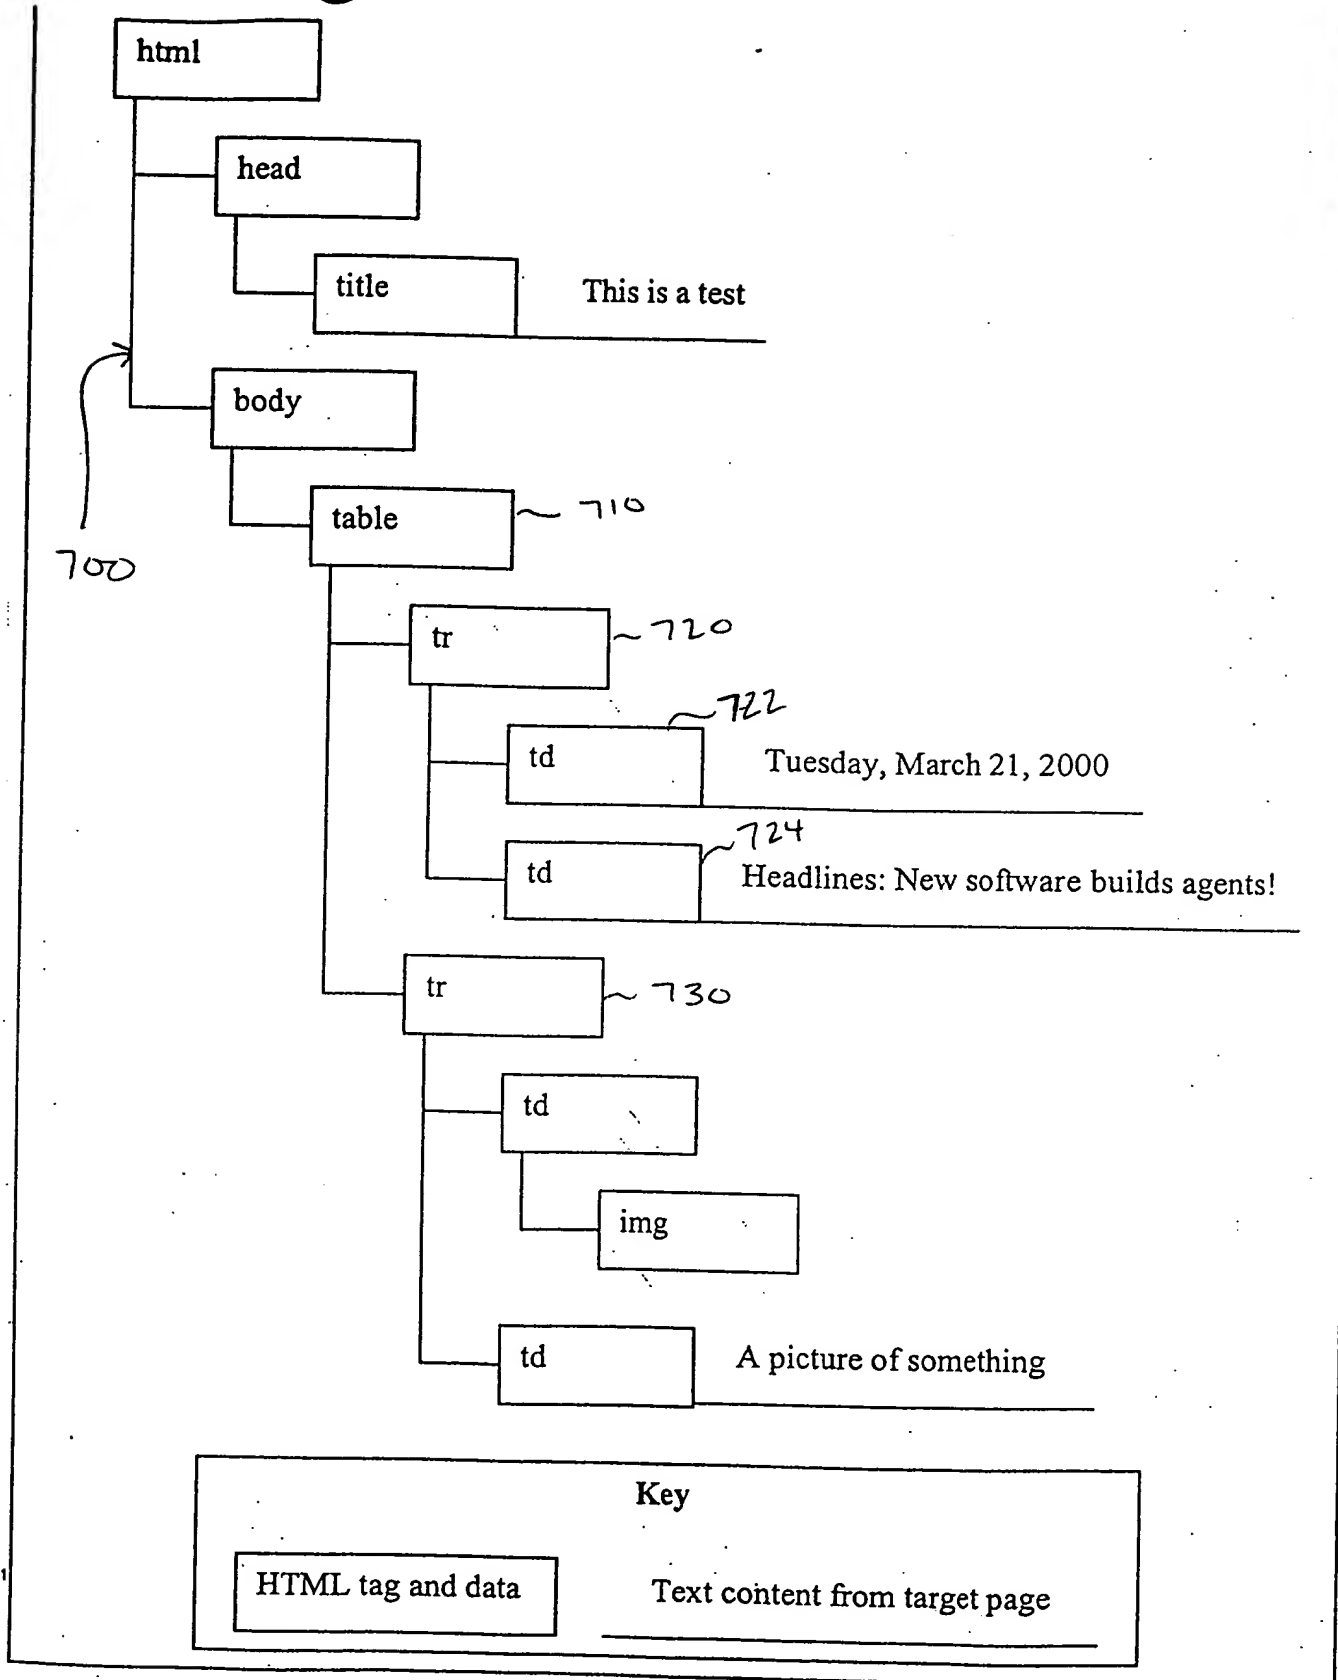 html
head
title This is a test
body
table 710
700
tr 720
722
td Tuesday, March 21, 2000
724
td Headlines: New software builds agents!
tr 730
td
img
td A picture of something
Key
HTML tag and data Text content from target page